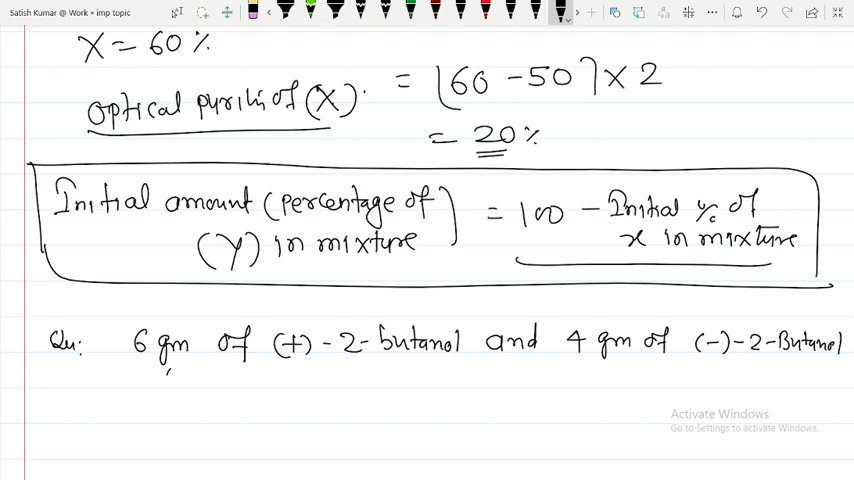 Satish Kumar @ Work » imp topic
X = 60 %
Optical purity of (X). = (60 - 50) × 2
= 20%
Initial amount (percentage of (Y) in mixture) = 100 - Initial % of x in mixture
Qu: 6 gm of (+)-2-butanol and 4 gm of (-)-2-Butanol
Activate Windows
Go to Settings to activate Windows.